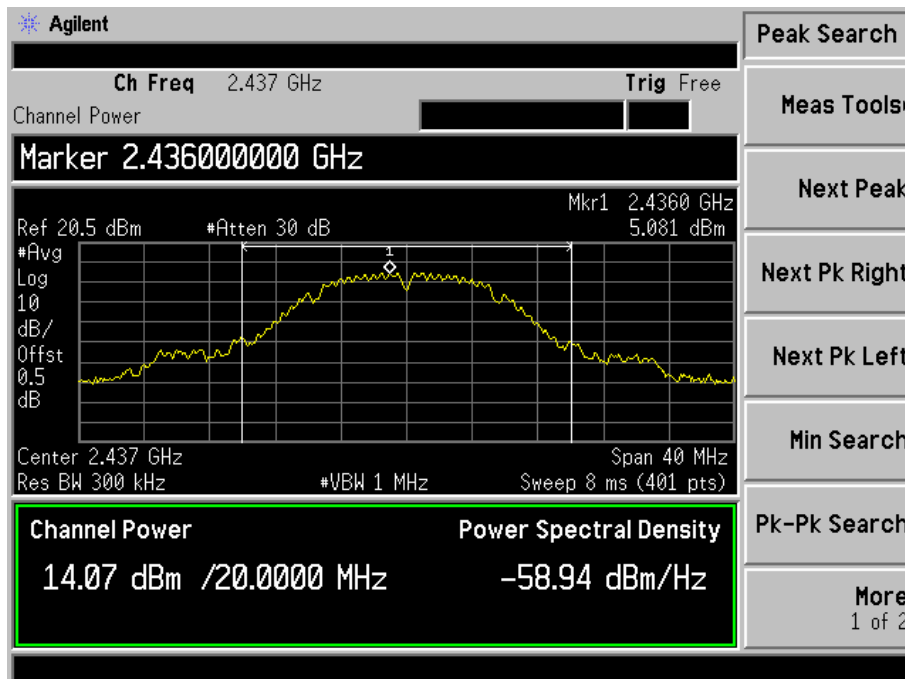 Agilent
Peak Search
Ch Freq 2.437 GHz Trig Free
Channel Power
Meas Tools
Marker 2.436000000 GHz
Next Peak
Mkr1 2.4360 GHz
Ref 20.5 dBm #Atten 30 dB 5.081 dBm
#Avg
Log
10
dB/
Offst
0.5
dB
1
Next Pk Right
Next Pk Left
Center 2.437 GHz Span 40 MHz
Res BW 300 kHz #VBW 1 MHz Sweep 8 ms (401 pts)
Min Search
Channel Power Power Spectral Density
14.07 dBm /20.0000 MHz -58.94 dBm/Hz
Pk-Pk Search
More
1 of 2